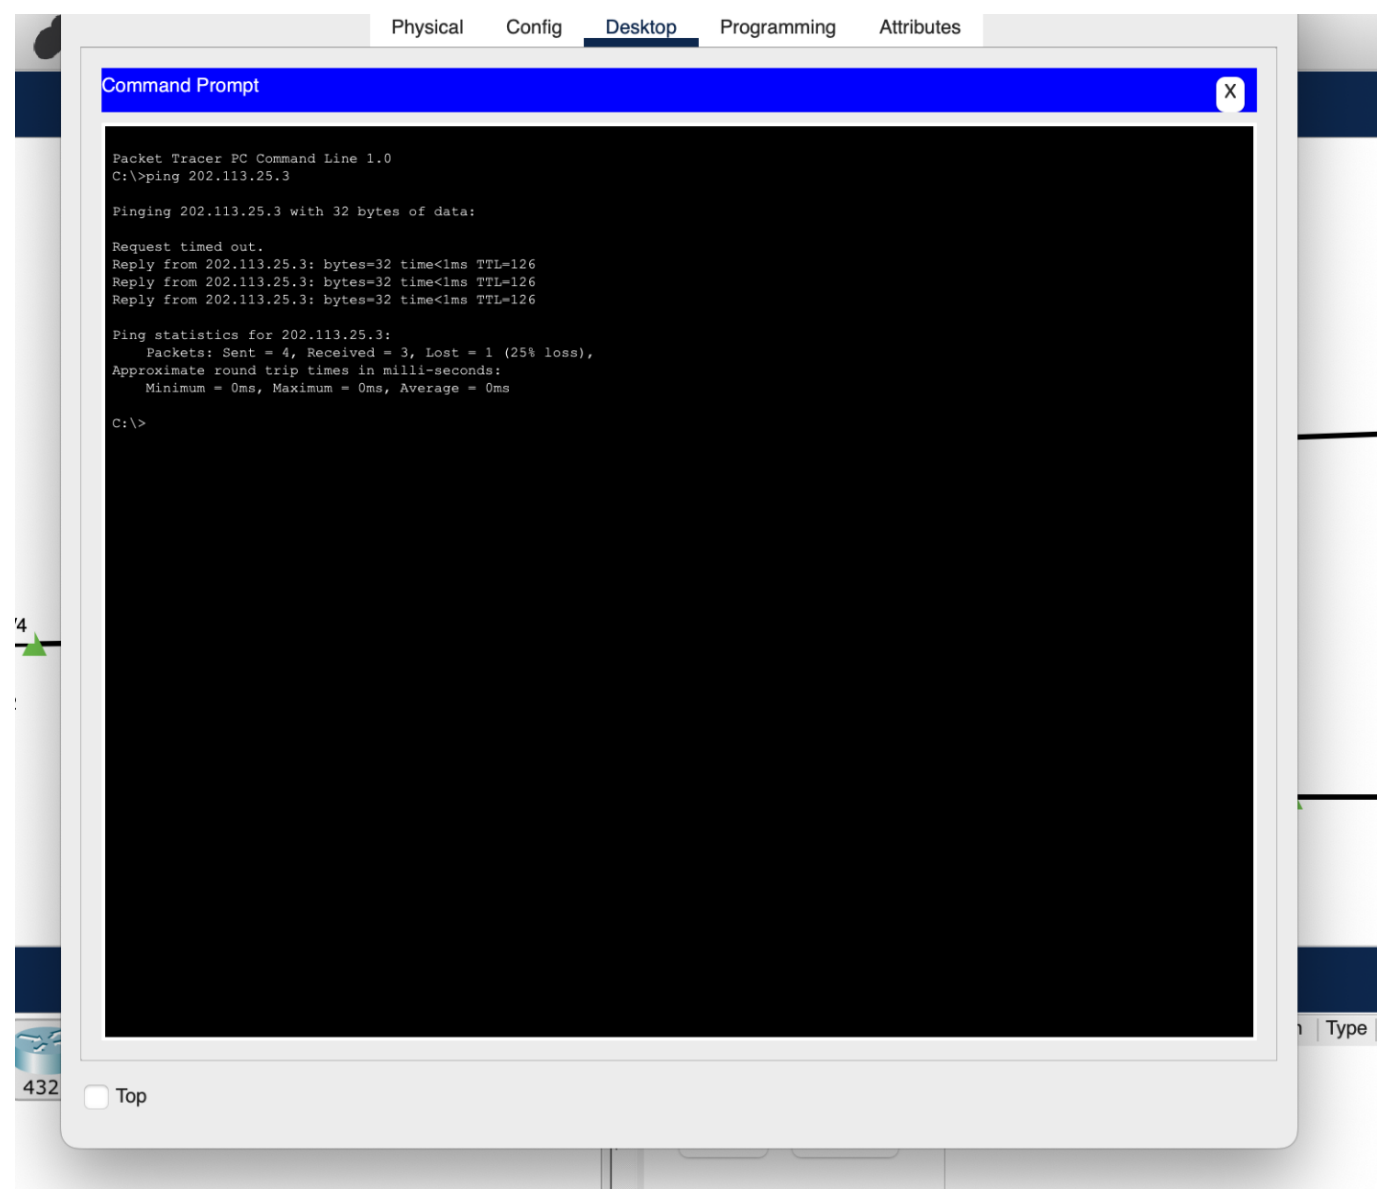 Physical Config Desktop Programming Attributes
Command Prompt
X
Packet Tracer PC Command Line 1.0
C:\>ping 202.113.25.3
Pinging 202.113.25.3 with 32 bytes of data:
Request timed out.
Reply from 202.113.25.3: bytes=32 time<1ms TTL=126
Reply from 202.113.25.3: bytes=32 time<1ms TTL=126
Reply from 202.113.25.3: bytes=32 time<1ms TTL=126
Ping statistics for 202.113.25.3:
Packets: Sent = 4, Received = 3, Lost = 1 (25% loss),
Approximate round trip times in milli-seconds:
Minimum = 0ms, Maximum = 0ms, Average = 0ms
C:\>
Type
432
Top